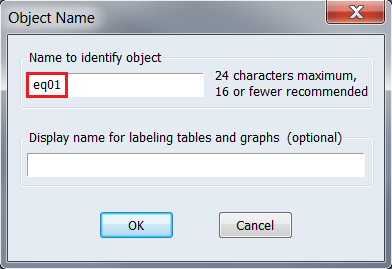 Object Name
Name to identify object
eq01
24 characters maximum,
16 or fewer recommended
Display name for labeling tables and graphs (optional)
OK
Cancel